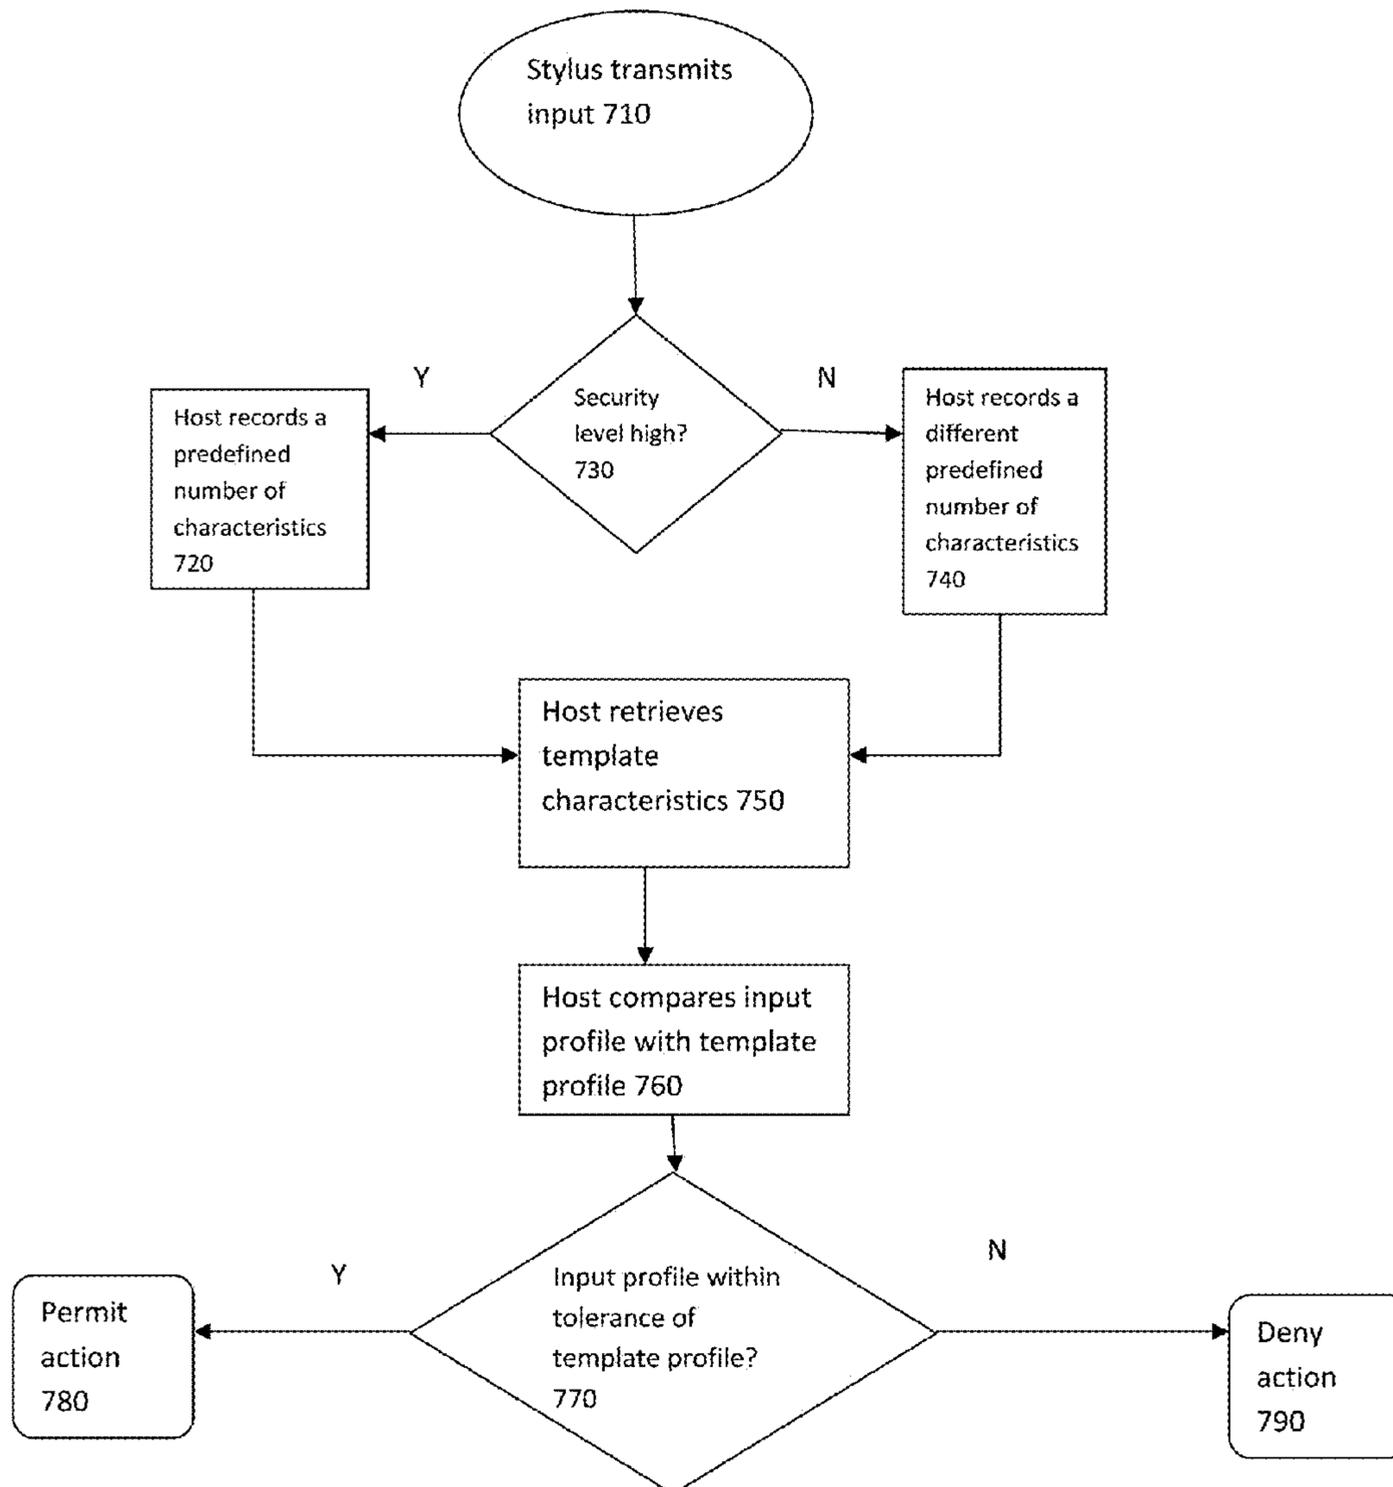 Stylus transmits
input 710
Y
N
Security
level high?
730
Host records a
predefined
number of
characteristics
720
Host records a
different
predefined
number of
characteristics
740
Host retrieves
template
characteristics 750
Host compares input
profile with template
profile 760
Y
N
Input profile within
tolerance of
template profile?
770
Permit
action
780
Deny
action
790